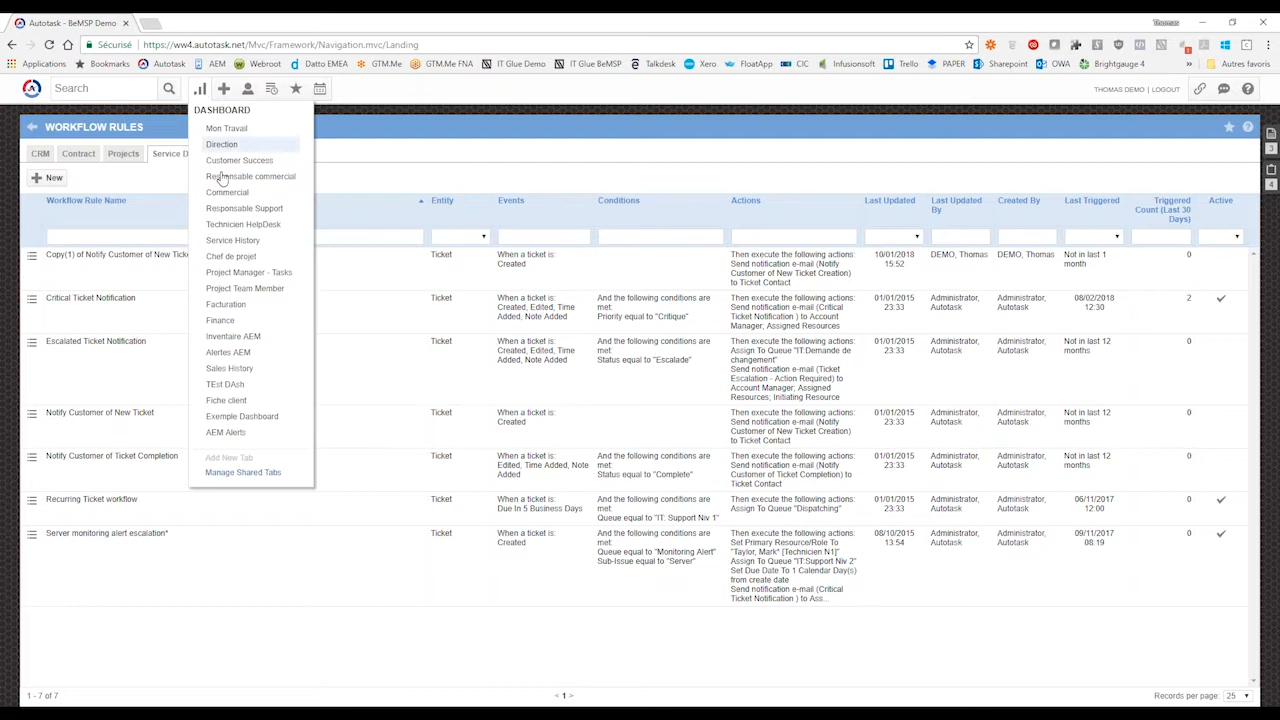 Autotask - BeMSP Demo
Thomas
Sécurisé https://ww4.autotask.net/Mvc/Framework/Navigation.mvc/Landing
Applications Bookmarks Autotask AEM Webroot Datto EMEA GTM.Me GTM.Me FNA IT Glue Demo IT Glue BeMSP Talkdesk Xero FloatApp CIC Infusionsoft Trello PAPER Sharepoint OWA Brightgauge 4 » Autres favoris
Search
THOMAS DEMO | LOGOUT
DASHBOARD
Mon Travail
Direction
Customer Success
Responsable commercial
Commercial
Responsable Support
Technicien HelpDesk
Service History
Chef de projet
Project Manager - Tasks
Project Team Member
Facturation
Finance
Inventaire AEM
Alertes AEM
Sales History
TEst DAsh
Fiche client
Exemple Dashboard
AEM Alerts
Add New Tab
Manage Shared Tabs
WORKFLOW RULES
3
4
CRM Contract Projects Service D
New
Workflow Rule Name Entity Events Conditions Actions Last Updated Last Updated By Created By Last Triggered Triggered Count (Last 30 Days) Active
Copy(1) of Notify Customer of New Ticke
Ticket
When a ticket is:
Created
Then execute the following actions:
Send notification e-mail (Notify
Customer of New Ticket Creation)
to Ticket Contact
10/01/2018
15:52
DEMO, Thomas
DEMO, Thomas
Not in last 1
month
0
Critical Ticket Notification
Ticket
When a ticket is:
Created, Edited, Time
Added, Note Added
And the following conditions are
met:
Priority equal to "Critique"
Then execute the following actions:
Send notification e-mail (Critical
Ticket Notification ) to Account
Manager; Assigned Resources
01/01/2015
23:33
Administrator,
Autotask
Administrator,
Autotask
08/02/2018
12:30
2
Escalated Ticket Notification
Ticket
When a ticket is:
Created, Edited, Time
Added, Note Added
And the following conditions are
met:
Status equal to "Escalade"
Then execute the following actions:
Assign To Queue "IT:Demande de
changement"
Send notification e-mail (Ticket
Escalation - Action Required) to
Account Manager; Assigned
Resources; Initiating Resource
01/01/2015
23:33
Administrator,
Autotask
Administrator,
Autotask
Not in last 12
months
0
Notify Customer of New Ticket
Ticket
When a ticket is:
Created
Then execute the following actions:
Send notification e-mail (Notify
Customer of New Ticket Creation)
to Ticket Contact
01/01/2015
23:33
Administrator,
Autotask
Administrator,
Autotask
Not in last 12
months
0
Notify Customer of Ticket Completion
Ticket
When a ticket is:
Edited, Time Added, Note
Added
And the following conditions are
met:
Status equal to "Complete"
Then execute the following actions:
Send notification e-mail (Notify
Customer of Ticket Completion) to
Ticket Contact
01/01/2015
23:33
Administrator,
Autotask
Administrator,
Autotask
Not in last 12
months
0
Recurring Ticket workflow
Ticket
When a ticket is:
Due In 5 Business Days
And the following conditions are
met:
Queue equal to "IT: Support Niv 1"
Then execute the following actions:
Assign To Queue "Dispatching"
01/01/2015
23:33
Administrator,
Autotask
Administrator,
Autotask
06/11/2017
12:00
0
Server monitoring alert escalation*
Ticket
When a ticket is:
Created
And the following conditions are
met:
Queue equal to "Monitoring Alert"
Sub-Issue equal to "Server"
Then execute the following actions:
Set Primary Resource/Role To
"Taylor, Mark* [Technicien N1]"
Assign To Queue "IT:Support Niv 2"
Set Due Date To 1 Calendar Day(s)
from create date
Send notification e-mail (Critical
Ticket Notification ) to Ass...
08/10/2015
13:54
Administrator,
Autotask
Administrator,
Autotask
09/11/2017
08:19
0
1 - 7 of 7
< 1 >
Records per page: 25